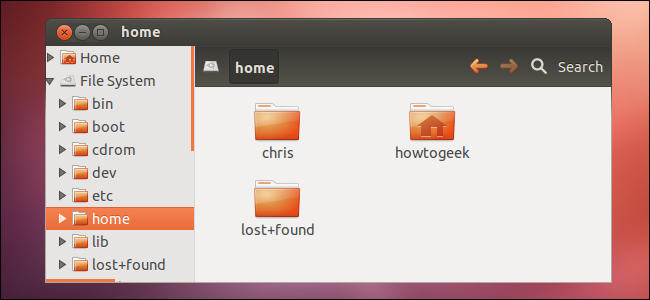 home
Home
File System
bin
boot
cdrom
dev
etc
home
lib
lost+found
home
Search
chris
howtogeek
lost+found